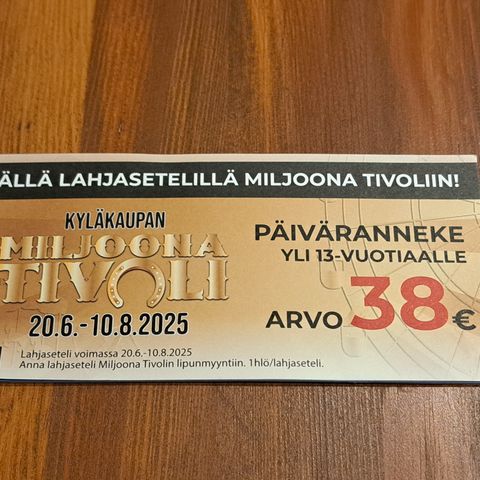 ÄLLÄ LAHJASETELILLÄ MILJOONA TIVOLIIN!
KYLÄKAUPAN
MILJOONA
TIVOLI
20.6.-10.8.2025
PÄIVÄRANNEKE
YLI 13-VUOTIAALLE
ARVO 38€
Lahjaseteli voimassa 20.6.-10.8.2025
Anna lahjaseteli Miljoona Tivolin lipunmyyntiin. 1hlö/lahjaseteli.